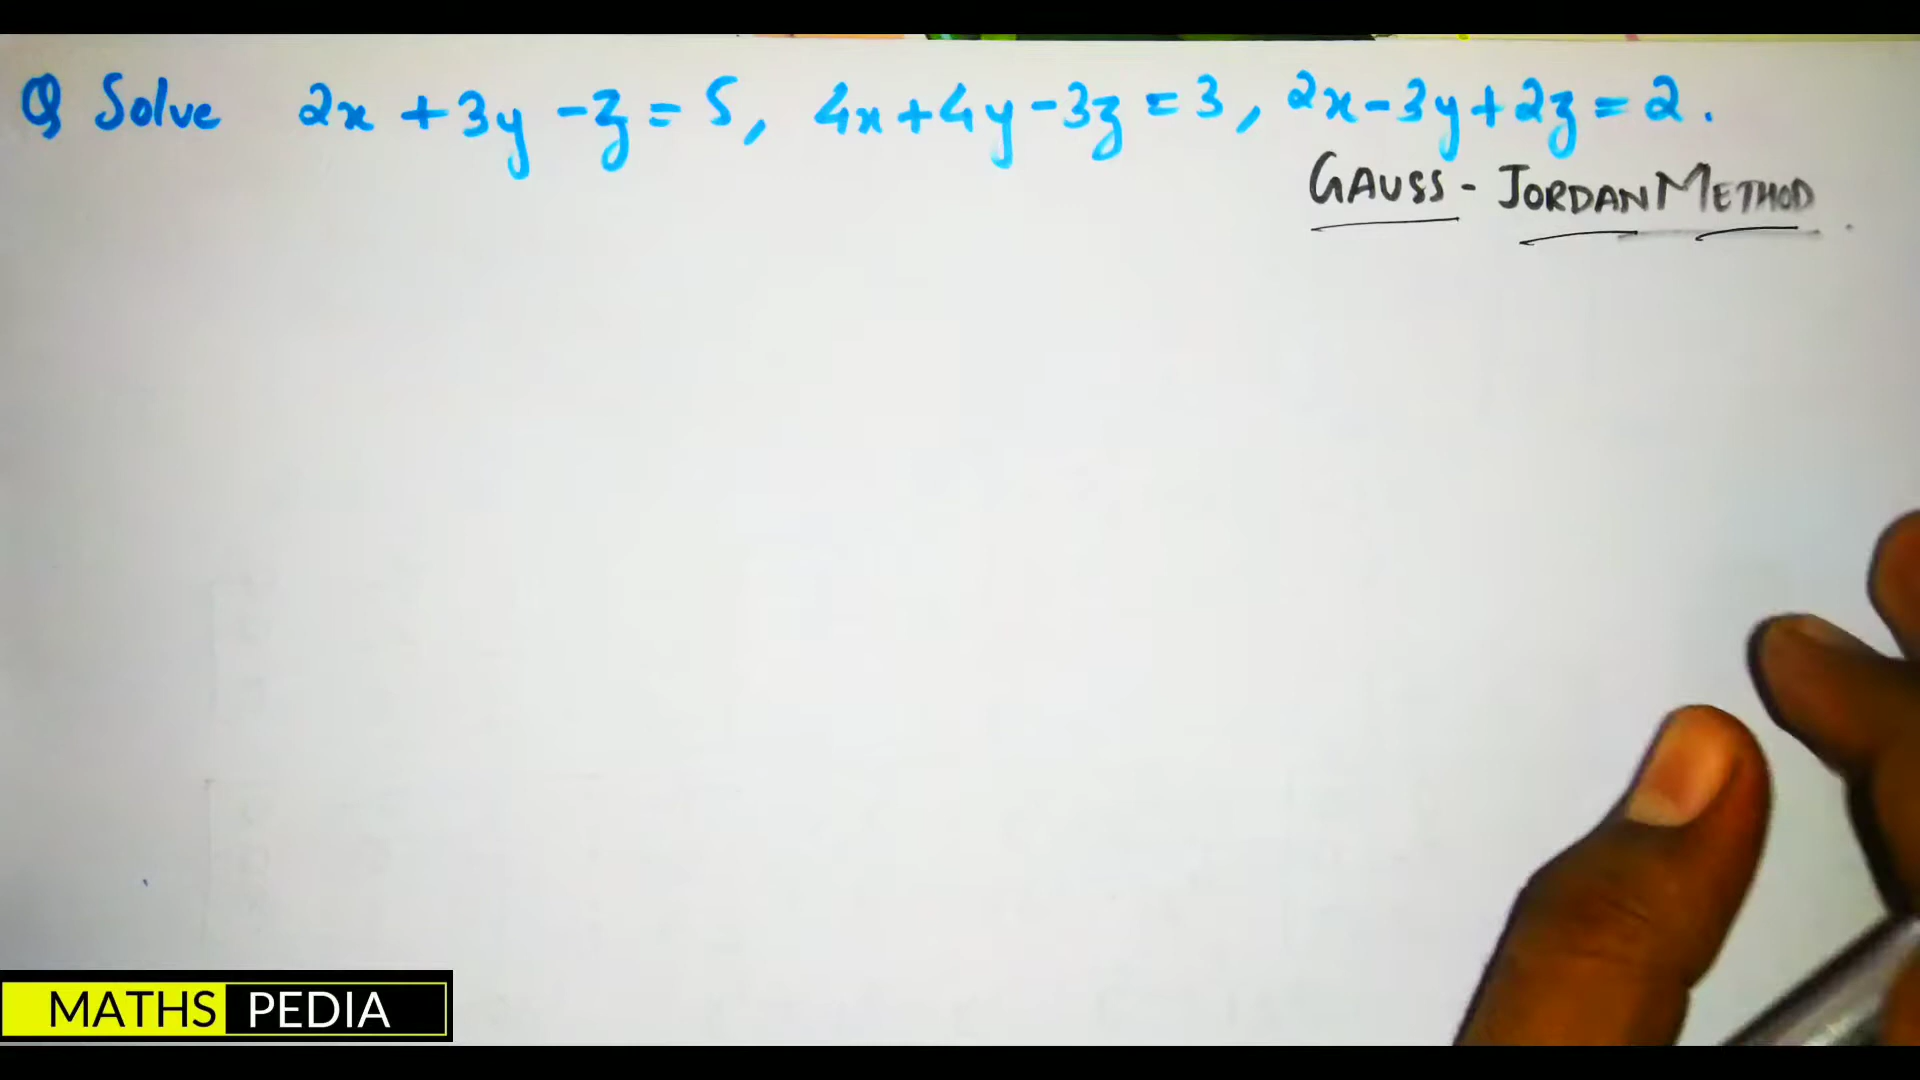 Q Solve 2x + 3y - z = 5, 4x + 4y - 3z = 3, 2x - 3y + 2z = 2.
GAUSS - JORDAN METHOD
MATHS PEDIA